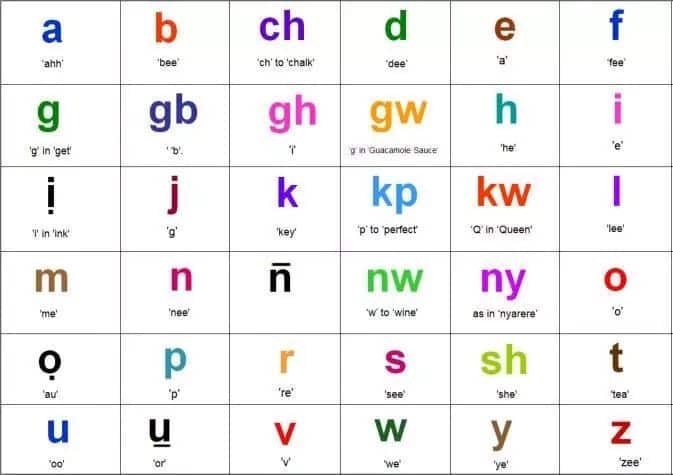 a b ch d e f
'ahh' 'bee' 'ch' to 'chalk' 'dee' 'a' 'fee'
g gb gh gw h i
'g' in 'get' ' 'b'. 'i' 'g' in 'Guacamole Sauce' 'he' 'e'
ị j k kp kw l
'i' in 'ink' 'g' 'key' 'p' to 'perfect' 'Q' in 'Queen' 'lee'
m n n̄ nw ny o
'me' 'nee' 'w' to 'wine' as in 'nyarere' 'o'
ọ p r s sh t
'au' 'p' 're' 'see' 'she' 'tea'
u u̲ v w y z
'oo' 'or' 'v' 'we' 'ye' 'zee'